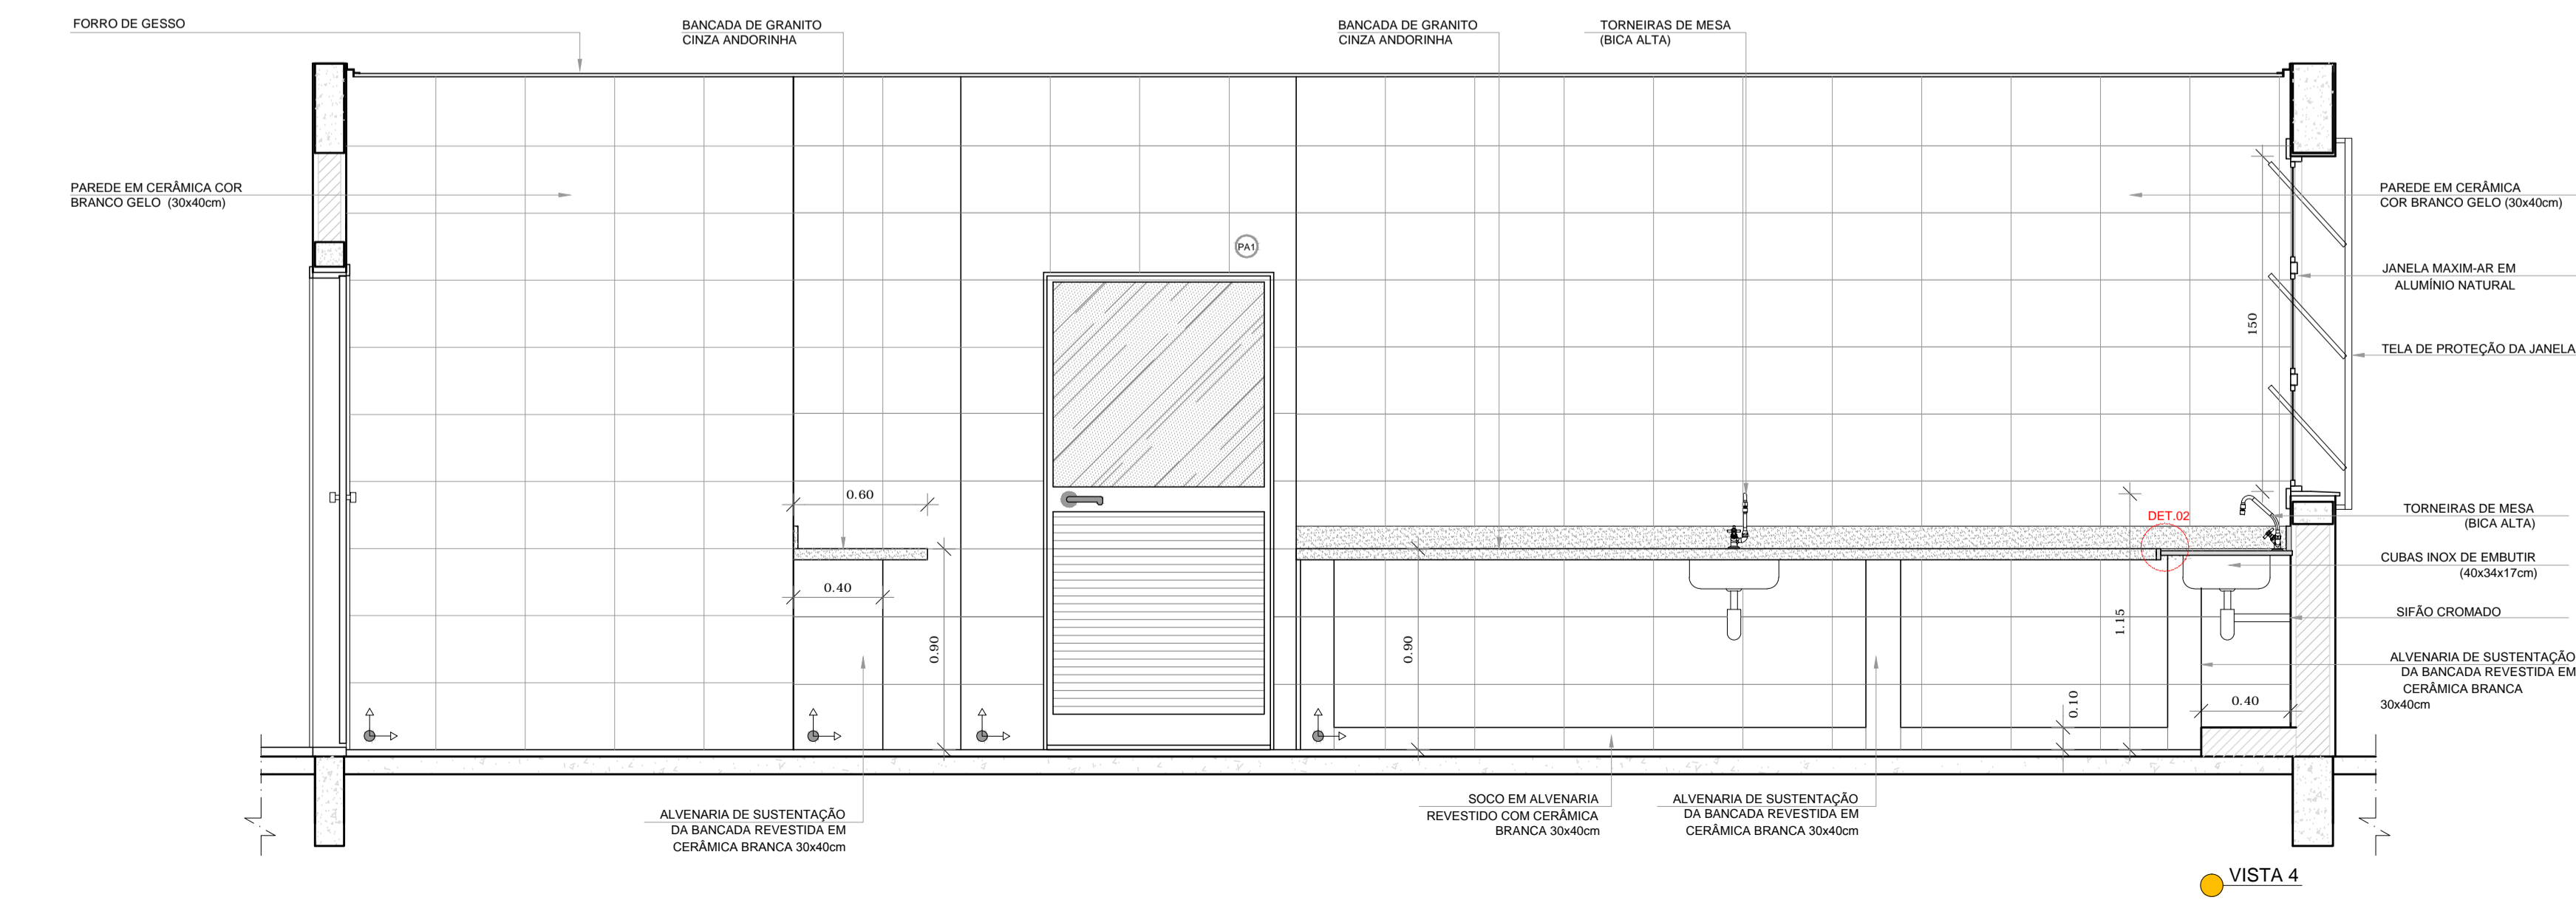 FORRO DE GESSO
BANCADA DE GRANITO
CINZA ANDORINHA
BANCADA DE GRANITO
CINZA ANDORINHA
TORNEIRAS DE MESA
(BICA ALTA)
PAREDE EM CERÂMICA COR
BRANCO GELO (30x40cm)
PAREDE EM CERÂMICA
COR BRANCO GELO (30x40cm)
PA1
JANELA MAXIM-AR EM
ALUMÍNIO NATURAL
150
TELA DE PROTEÇÃO DA JANELA
0.60
DET.02
TORNEIRAS DE MESA
(BICA ALTA)
CUBAS INOX DE EMBUTIR
(40x34x17cm)
0.40
SIFÃO CROMADO
0.90
0.90
1.15
ALVENARIA DE SUSTENTAÇÃO
DA BANCADA REVESTIDA EM
CERÂMICA BRANCA
30x40cm
0.10
0.40
ALVENARIA DE SUSTENTAÇÃO
DA BANCADA REVESTIDA EM
CERÂMICA BRANCA 30x40cm
SOCO EM ALVENARIA
REVESTIDO COM CERÂMICA
BRANCA 30x40cm
ALVENARIA DE SUSTENTAÇÃO
DA BANCADA REVESTIDA EM
CERÂMICA BRANCA 30x40cm
VISTA 4